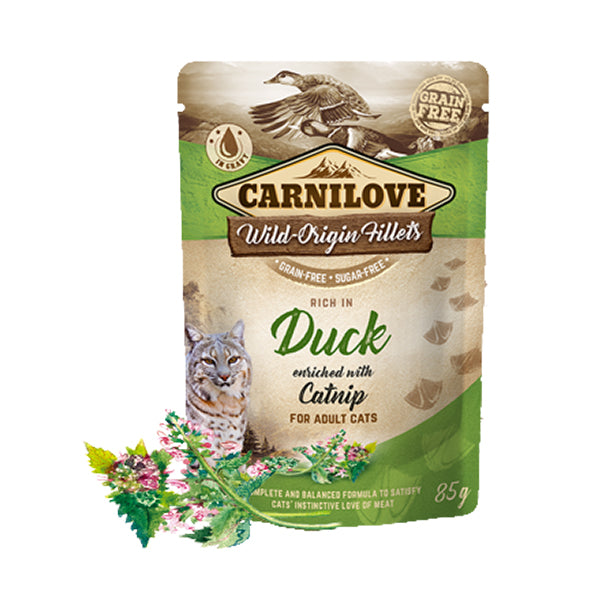 GRAIN
FREE
IN GRAVY
CARNILOVE
Wild-Origin Fillets
• GRAIN-FREE • SUGAR-FREE •
RICH IN
Duck
enriched with
Catnip
FOR ADULT CATS
AND BALANCED FORMULA TO SATISFY
CATS' INSTINCTIVE LOVE OF MEAT
85g